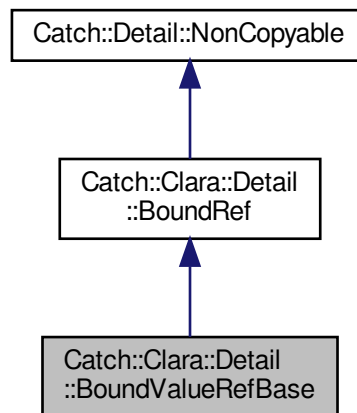 Catch::Detail::NonCopyable
Catch::Clara::Detail
::BoundRef
Catch::Clara::Detail
::BoundValueRefBase